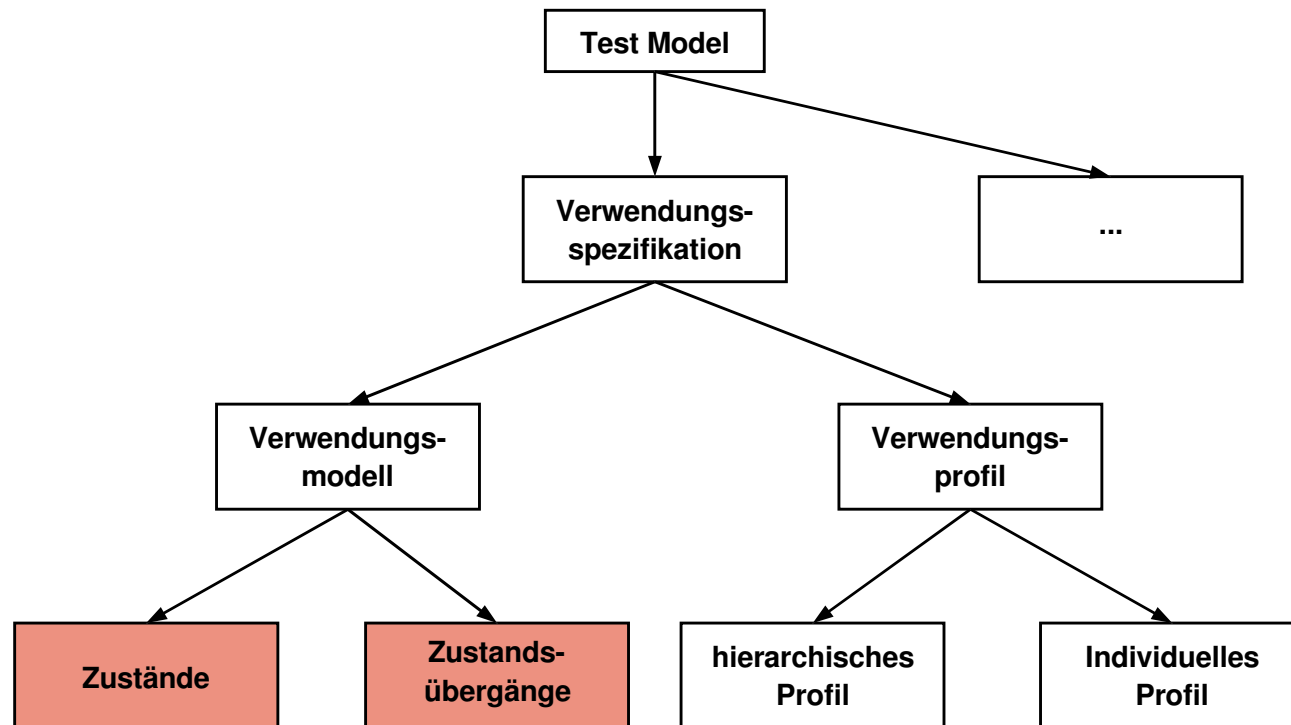 Test Model
Verwendungs-
spezifikation
...
Verwendungs-
modell
Verwendungs-
profil
Zustände
Zustands-
übergänge
hierarchisches
Profil
Individuelles
Profil